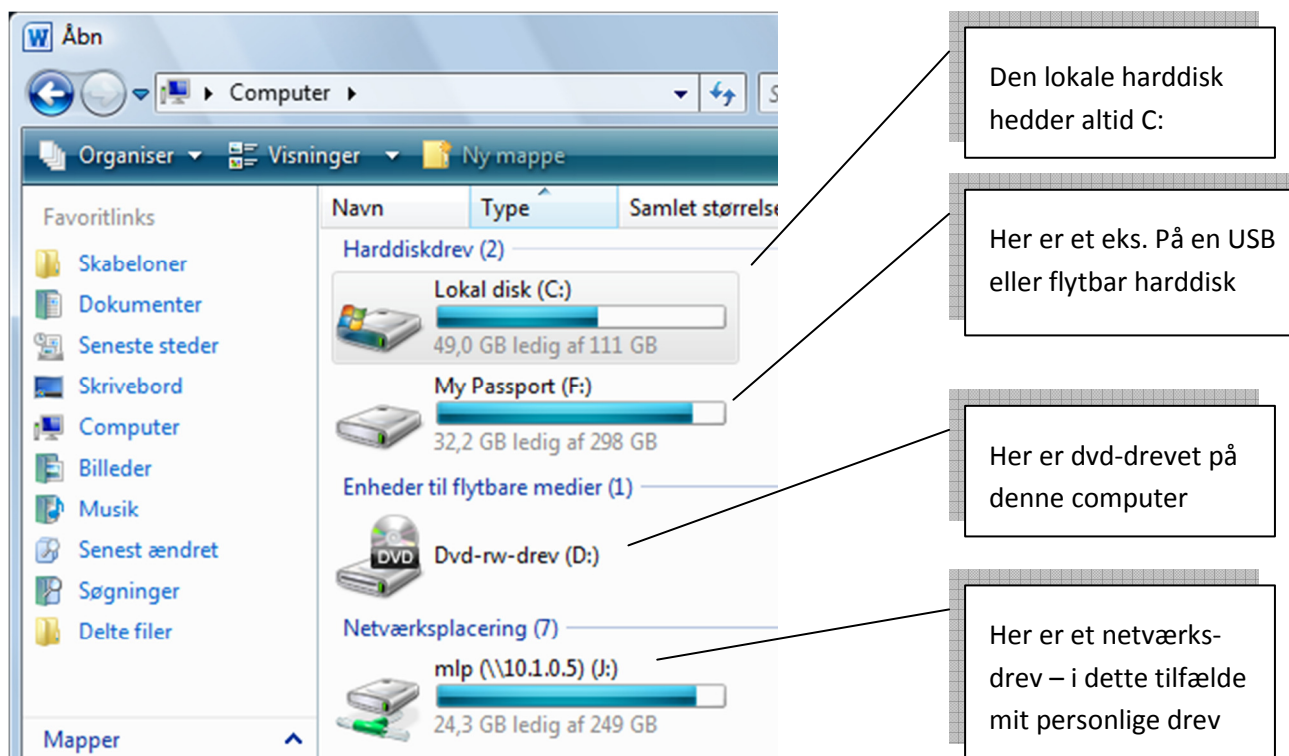 Åbn
Computer
Organiser Visninger Ny mappe
Favoritlinks
Skabeloner
Dokumenter
Seneste steder
Skrivebord
Computer
Billeder
Musik
Senest ændret
Søgninger
Delte filer
Mapper
Navn Type Samlet størrelse
Harddiskdrev (2)
Lokal disk (C:)
49,0 GB ledig af 111 GB
My Passport (F:)
32,2 GB ledig af 298 GB
Enheder til flytbare medier (1)
DVD
Dvd-rw-drev (D:)
Netværksplacering (7)
mlp (\\10.1.0.5) (J:)
24,3 GB ledig af 249 GB
Den lokale harddisk
hedder altid C:
Her er et eks. På en USB
eller flytbar harddisk
Her er dvd-drevet på
denne computer
Her er et netværks-
drev – i dette tilfælde
mit personlige drev